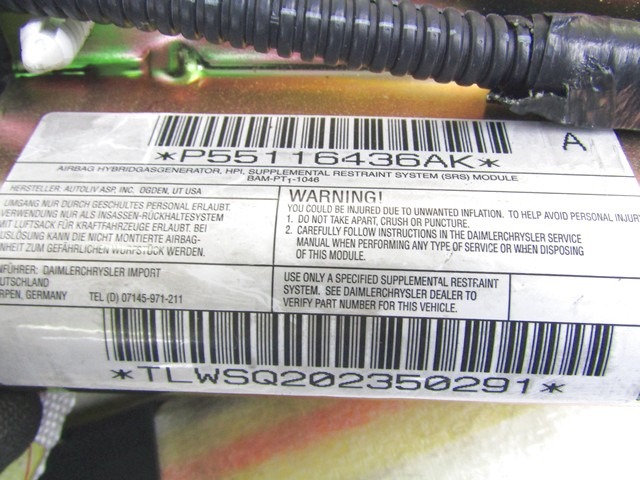 *P55116436AK*
A
AIRBAG HYBRIDGASGENERATOR, HPI, SUPPLEMENTAL RESTRAINT SYSTEM (SRS) MODULE
BAM-PT1-1046
HERSTELLER: AUTOLIV ASP, INC. OGDEN, UT USA
UMGANG NUR DURCH GESCHULTES PERSONAL ERLAUBT.
VERWENDUNG NUR ALS INSASSEN-RÜCKHALTESYSTEM
MIT LUFTSACK FÜR KRAFTFAHRZEUGE ERLAUBT. BEI
AUSLÖSUNG KANN DIE NICHT MONTIERTE AIRBAG-
EINHEIT ZUM GEFÄHRLICHEN WURFSTÜCK WERDEN.
WARNING!
YOU COULD BE INJURED DUE TO UNWANTED INFLATION. TO HELP AVOID PERSONAL INJUR
1. DO NOT TAKE APART, CRUSH OR PUNCTURE.
2. CAREFULLY FOLLOW INSTRUCTIONS IN THE DAIMLERCHRYSLER SERVICE
MANUAL WHEN PERFORMING ANY TYPE OF SERVICE OR WHEN DISPOSING
OF THIS MODULE.
NFÜHRER: DAIMLERCHRYSLER IMPORT
EUTSCHLAND
ERPEN, GERMANY TEL (D) 07145-971-211
USE ONLY A SPECIFIED SUPPLEMENTAL RESTRAINT
SYSTEM. SEE DAIMLERCHRYSLER DEALER TO
VERIFY PART NUMBER FOR THIS VEHICLE.
*TLWSQ202350291*